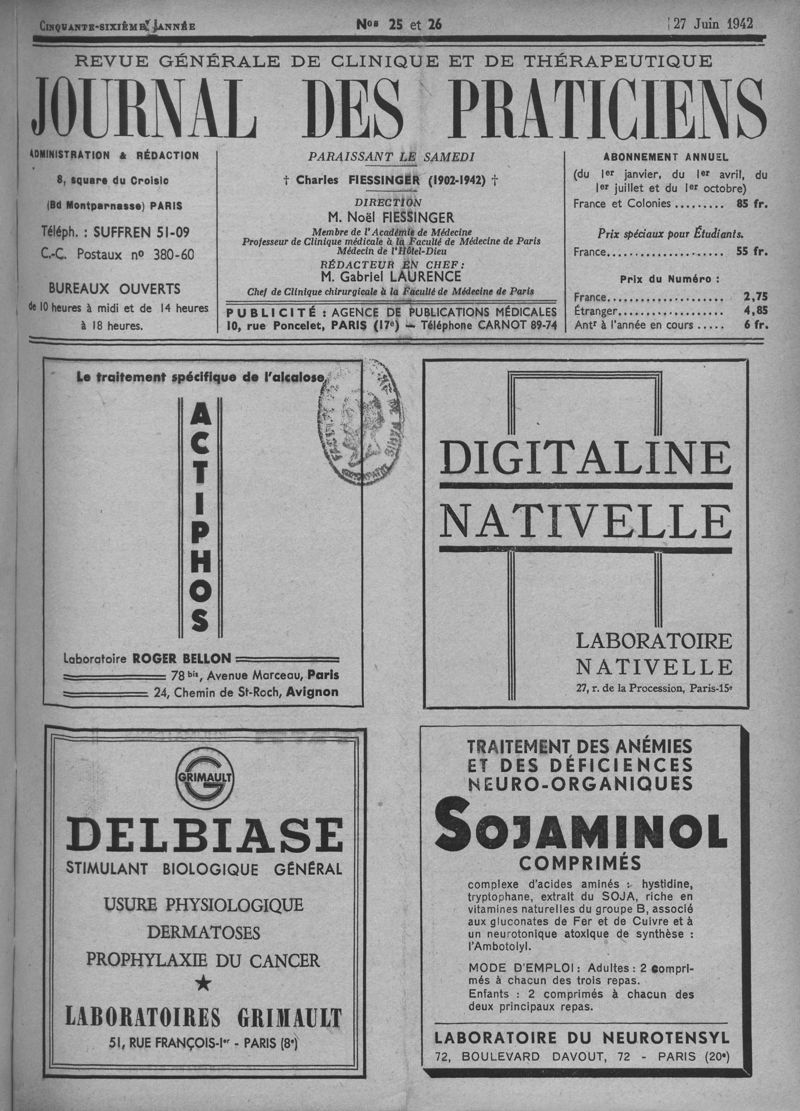 CINQUANTE-SIXIÈME ANNÉE
Nos 25 et 26
27 Juin 1942
REVUE GÉNÉRALE DE CLINIQUE ET DE THÉRAPEUTIQUE
JOURNAL DES PRATICIENS
ADMINISTRATION & RÉDACTION
8, square du Croisic
(Bd Montparnasse) PARIS
Téléph. : SUFFREN 51-09
C.-C. Postaux no 380-60
BUREAUX OUVERTS
de 10 heures à midi et de 14 heures
à 18 heures.
PARAISSANT LE SAMEDI
† Charles FIESSINGER (1902-1942) †
DIRECTION
M. Noël FIESSINGER
Membre de l'Académie de Médecine
Professeur de Clinique médicale à la Faculté de Médecine de Paris
Médecin de l'Hôtel-Dieu
RÉDACTEUR EN CHEF:
M. Gabriel LAURENCE
Chef de Clinique chirurgicale à la Faculté de Médecine de Paris
PUBLICITÉ : AGENCE DE PUBLICATIONS MÉDICALES
10, rue Poncelet, PARIS (17e) — Téléphone CARNOT 89-74
ABONNEMENT ANNUEL
(du 1er janvier, du 1er avril, du
1er juillet et du 1er octobre)
France et Colonies ......... 85 fr.
Prix spéciaux pour Étudiants.
France..................... 55 fr.
Prix du Numéro :
France..................... 2,75
Étranger................... 4,85
Antr à l'année en cours ..... 6 fr.
Le traitement spécifique de l'alcalose
ACTIPHOS
Laboratoire ROGER BELLON
78 bis, Avenue Marceau, Paris
24, Chemin de St-Roch, Avignon
DIGITALINE
NATIVELLE
LABORATOIRE
NATIVELLE
27, r. de la Procession, Paris-15e
GRIMAULT
DELBIASE
STIMULANT BIOLOGIQUE GÉNÉRAL
USURE PHYSIOLOGIQUE
DERMATOSES
PROPHYLAXIE DU CANCER
LABORATOIRES GRIMAULT
51, RUE FRANÇOIS-Ier - PARIS (8e)
TRAITEMENT DES ANÉMIES
ET DES DÉFICIENCES
NEURO-ORGANIQUES
SOJAMINOL
COMPRIMÉS
complexe d'acides aminés : hystidine,
tryptophane, extrait du SOJA, riche en
vitamines naturelles du groupe B, associé
aux gluconates de Fer et de Cuivre et à
un neurotonique atoxique de synthèse :
l'Ambotolyl.
MODE D'EMPLOI : Adultes : 2 compri-
més à chacun des trois repas.
Enfants : 2 comprimés à chacun des
deux principaux repas.
LABORATOIRE DU NEUROTENSYL
72, BOULEVARD DAVOUT, 72 - PARIS (20e)